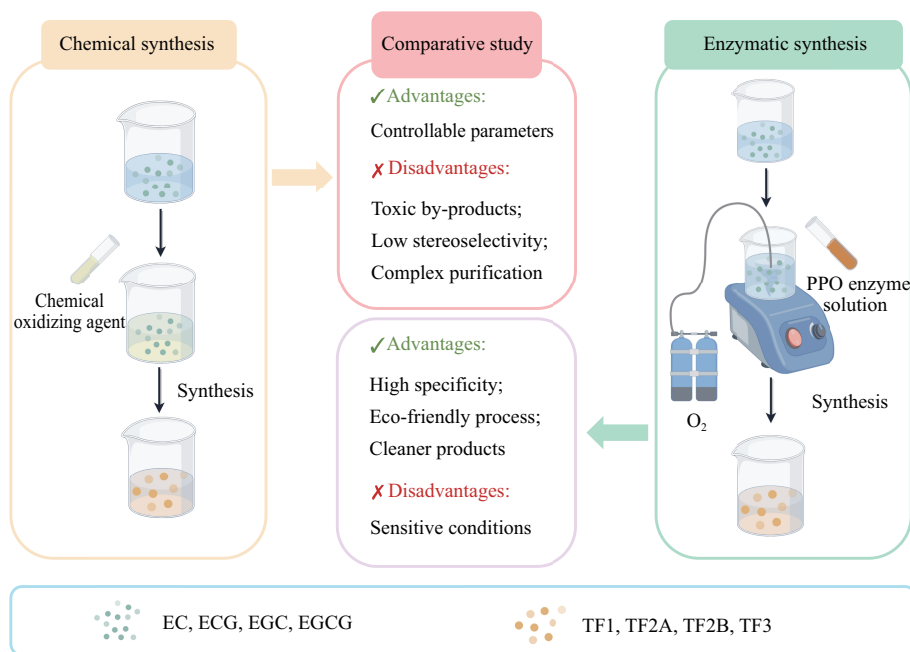 Chemical synthesis
Chemical
oxidizing agent
Synthesis
Comparative study
✓Advantages:
Controllable parameters
✗ Disadvantages:
Toxic by-products;
Low stereoselectivity;
Complex purification
✓Advantages:
High specificity;
Eco-friendly process;
Cleaner products
✗ Disadvantages:
Sensitive conditions
Enzymatic synthesis
PPO enzyme
solution
O₂
Synthesis
EC, ECG, EGC, EGCG
TF1, TF2A, TF2B, TF3